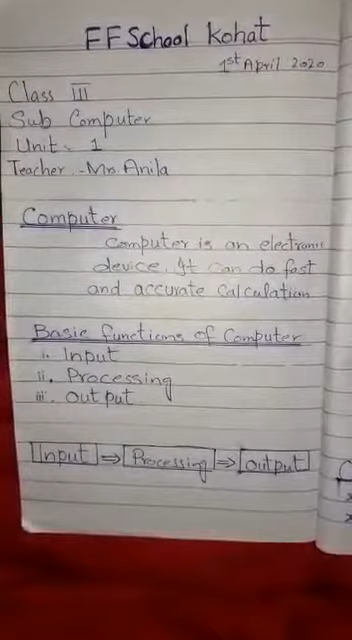 FF School Kohat
1st April 2020
Class III
Sub Computer
Unit - 1
Teacher - Mrs Anila
Computer
Computer is an electronic
device. It can do fast
and accurate Calculation
Basic functions of Computer
i. Input
ii. Processing
iii. output
Input ⇒ Processing ⇒ output